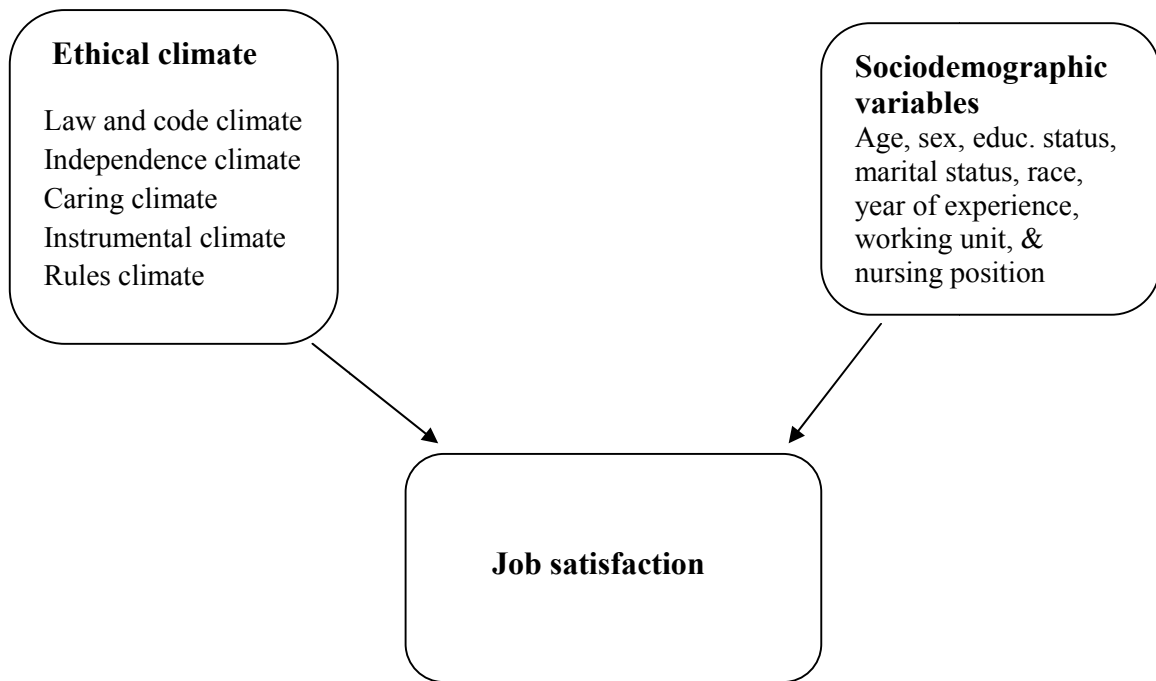 Ethical climate
Law and code climate
Independence climate
Caring climate
Instrumental climate
Rules climate
Sociodemographic
variables
Age, sex, educ. status,
marital status, race,
year of experience,
working unit, &
nursing position
Job satisfaction